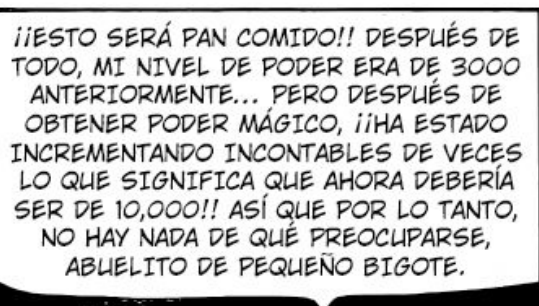 ¡¡ESTO SERÁ PAN COMIDO!! DESPUÉS DE
TODO, MI NIVEL DE PODER ERA DE 3000
ANTERIORMENTE... PERO DESPUÉS DE
OBTENER PODER MÁGICO, ¡¡HA ESTADO
INCREMENTANDO INCONTABLES DE VECES
LO QUE SIGNIFICA QUE AHORA DEBERÍA
SER DE 10,000!! ASÍ QUE POR LO TANTO,
NO HAY NADA DE QUÉ PREOCUPARSE,
ABUELITO DE PEQUEÑO BIGOTE.